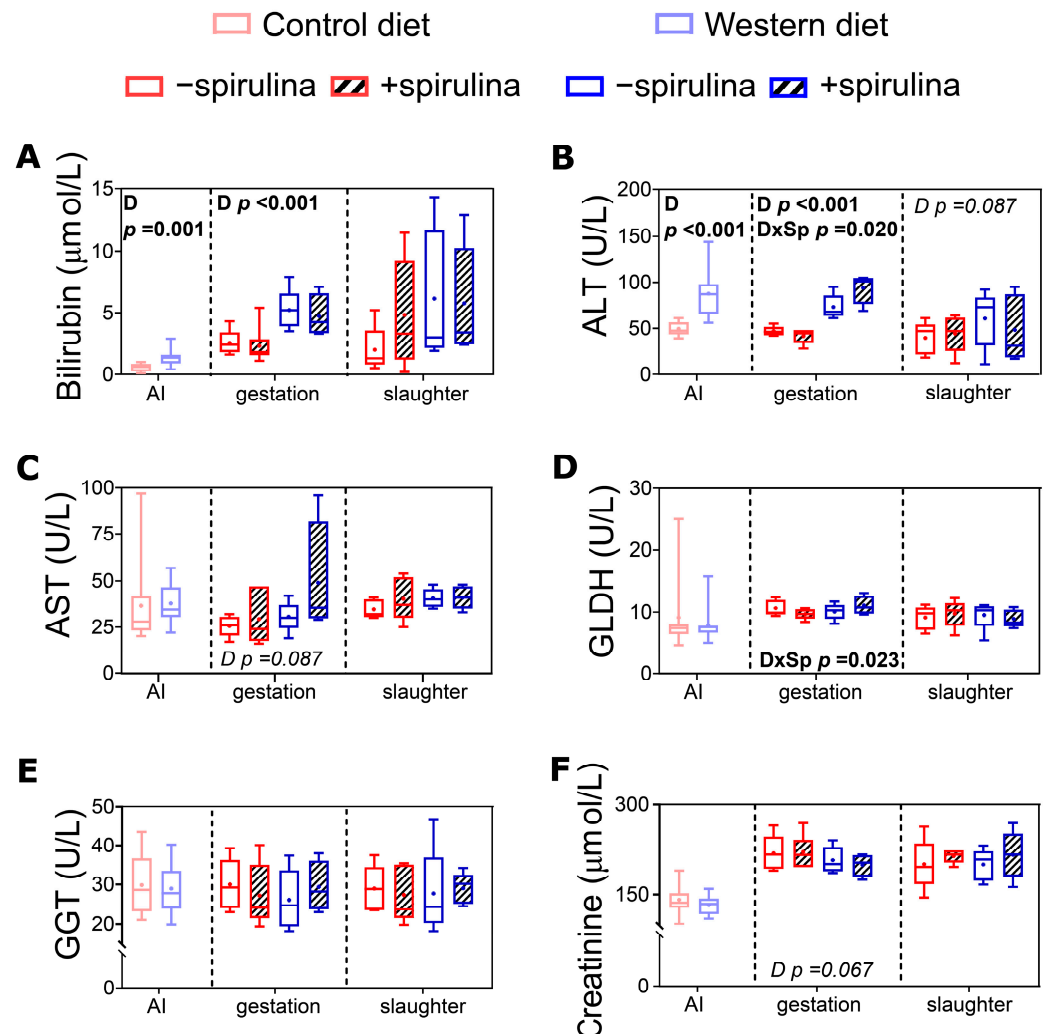 Control diet Western diet
−spirulina +spirulina −spirulina +spirulina
A
Bilirubin (μmol/L)
15
10
5
0
D
p =0.001
D p <0.001
AI gestation slaughter
B
ALT (U/L)
200
150
100
50
0
D
p <0.001
D p <0.001
DxSp p =0.020
D p =0.087
AI gestation slaughter
C
AST (U/L)
100
75
50
25
0
D p =0.087
AI gestation slaughter
D
GLDH (U/L)
30
20
10
0
DxSp p =0.023
AI gestation slaughter
E
GGT (U/L)
50
40
30
20
0
AI gestation slaughter
F
Creatinine (μmol/L)
300
150
0
D p =0.067
AI gestation slaughter